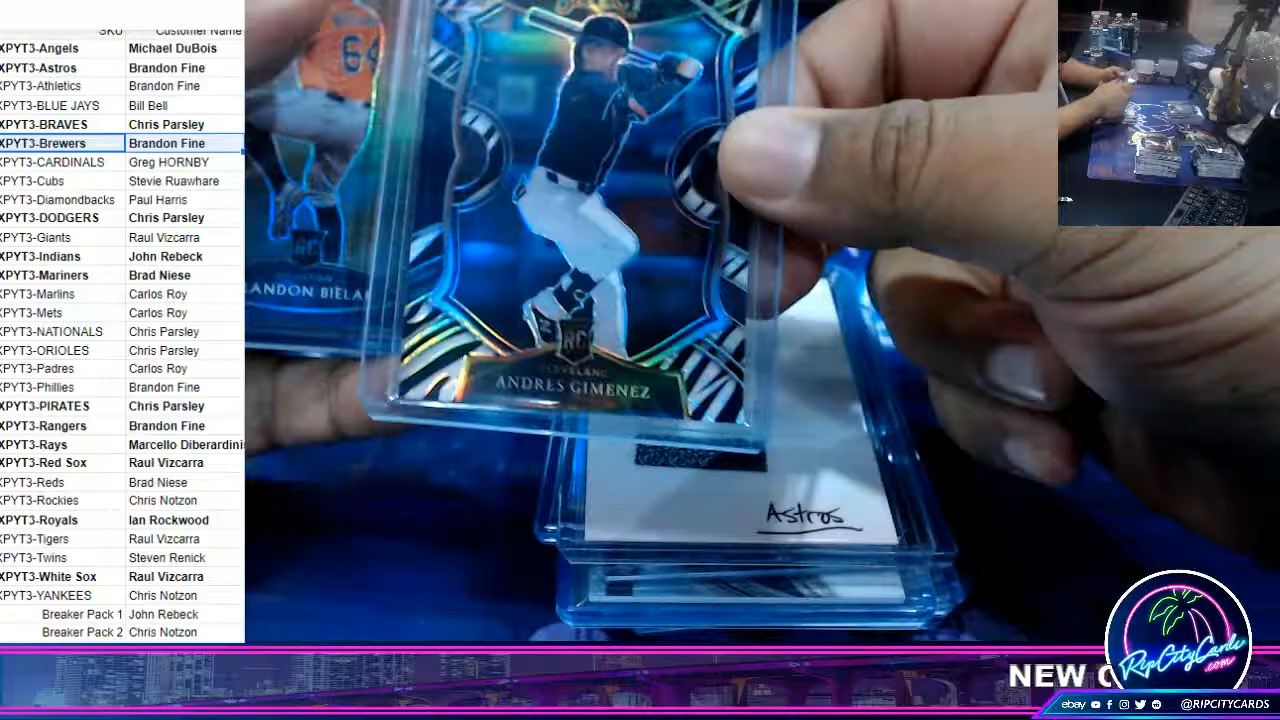 SKU Customer Name
XPYT3-Angels Michael DuBois
XPYT3-Astros Brandon Fine
XPYT3-Athletics Brandon Fine
XPYT3-BLUE JAYS Bill Bell
XPYT3-BRAVES Chris Parsley
XPYT3-Brewers Brandon Fine
XPYT3-CARDINALS Greg HORNBY
XPYT3-Cubs Stevie Ruawhare
XPYT3-Diamondbacks Paul Harris
XPYT3-DODGERS Chris Parsley
XPYT3-Giants Raul Vizcarra
XPYT3-Indians John Rebeck
XPYT3-Mariners Brad Niese
XPYT3-Marlins Carlos Roy
XPYT3-Mets Carlos Roy
XPYT3-NATIONALS Chris Parsley
XPYT3-ORIOLES Chris Parsley
XPYT3-Padres Carlos Roy
XPYT3-Phillies Brandon Fine
XPYT3-PIRATES Chris Parsley
XPYT3-Rangers Brandon Fine
XPYT3-Rays Marcello Diberardinis
XPYT3-Red Sox Raul Vizcarra
XPYT3-Reds Brad Niese
XPYT3-Rockies Chris Notzon
XPYT3-Royals Ian Rockwood
XPYT3-Tigers Raul Vizcarra
XPYT3-Twins Steven Renick
XPYT3-White Sox Raul Vizcarra
XPYT3-YANKEES Chris Notzon
Breaker Pack 1 John Rebeck
Breaker Pack 2 Chris Notzon
64
RC
HOUSTON
ANDON BIELA
RC
CLEVELAND
ANDRES GIMENEZ
Astros
NEW
RipCityCards
.com
ebay @RIPCITYCARDS